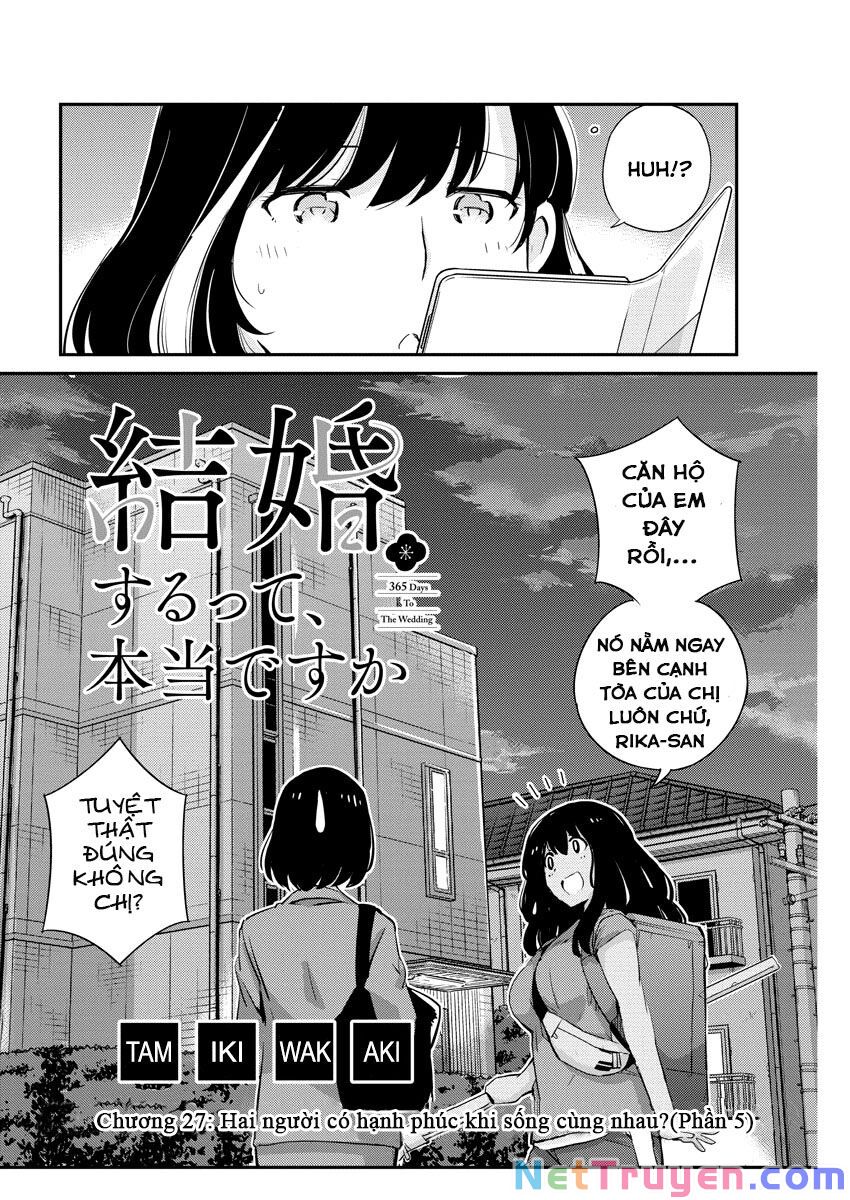 HUH!?
結婚
するって、
本当ですか
365 Days
To
The Wedding
CĂN HỘ
CỦA EM
ĐÂY
RỒI,...
NÓ NẰM NGAY
BÊN CẠNH
TỜA CỦA CHỊ
LUÔN CHỨ,
RIKA-SAN
TUYỆT
THẬT
ĐÚNG
KHÔNG
CHỊ?
TAM IKI WAK AKI
Chương 27: Hai người có hạnh phúc khi sống cùng nhau?(Phần 5)
NetTruyen.com